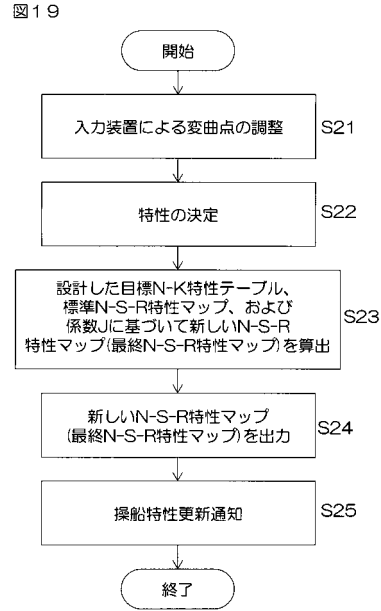 図19
開始
入力装置による変曲点の調整
S21
特性の決定
S22
設計した目標N-K特性テーブル、
標準N-S-R特性マップ、および
係数Jに基づいて新しいN-S-R
特性マップ(最終N-S-R特性マップ)を算出
S23
新しいN-S-R特性マップ
(最終N-S-R特性マップ)を出力
S24
操船特性更新通知
S25
終了